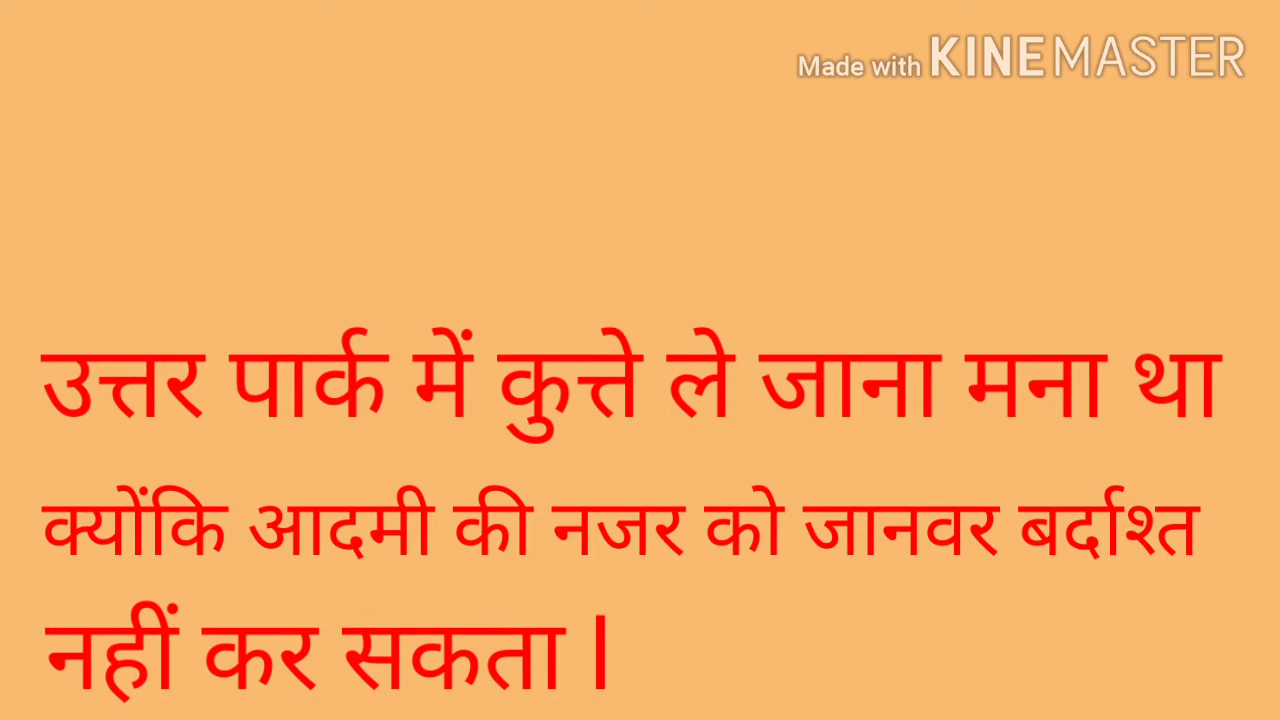 Made with KINEMASTER
उत्तर पार्क में कुत्ते ले जाना मना था
क्योंकि आदमी की नजर को जानवर बर्दाश्त
नहीं कर सकता l